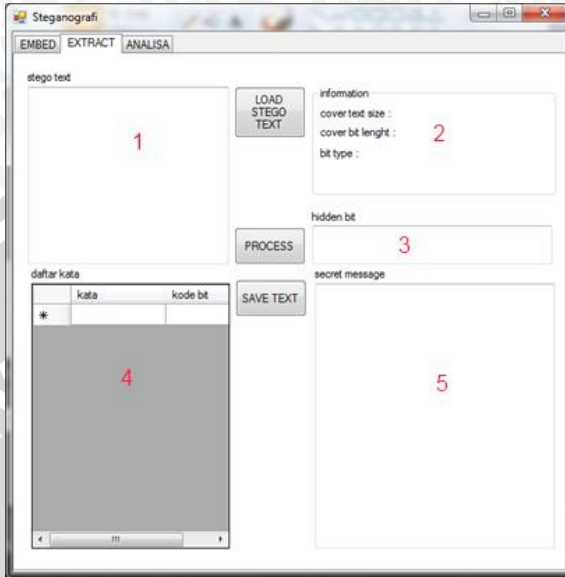 Steganografi
EMBED EXTRACT ANALISA
stego text
1
LOAD
STEGO
TEXT
information
cover text size :
cover bit lenght :
bit type :
2
hidden bit
PROCESS
3
daftar kata
kata kode bit
*
4
SAVE TEXT
secret message
5